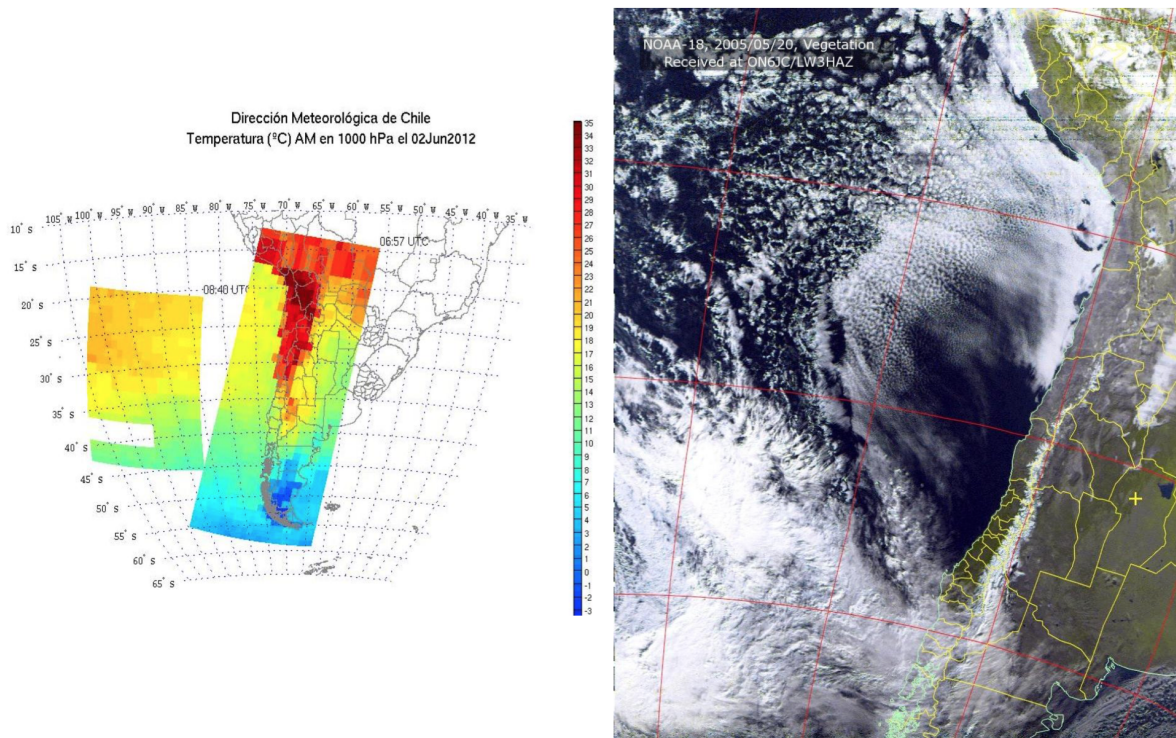 Dirección Meteorológica de Chile
Temperatura (ºC) AM en 1000 hPa el 02Jun2012
105° W 100° W 95° W 90° W 85° W 80° W 75° W 70° W 65° W 60° W 55° W 50° W 45° W 40° W 35° W
10° S
15° S
20° S
25° S
30° S
35° S
40° S
45° S
50° S
55° S
60° S
65° S
06:57 UTC
08:40 UTC
35
34
33
32
31
30
29
28
27
26
25
24
23
22
21
20
19
18
17
16
15
14
13
12
11
10
9
8
7
6
5
4
3
2
1
0
-1
-2
-3
NOAA-18, 2005/05/20, Vegetation
Received at ON6JC/LW3HAZ